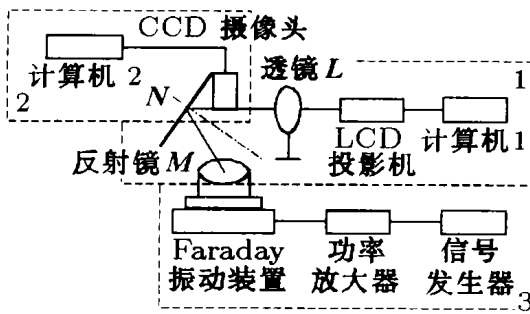 CCD 摄像头
计算机 2
2
N
透镜 L
1
反射镜 M
LCD
投影机
计算机 1
Faraday
振动装置
功率
放大器
信号
发生器
3